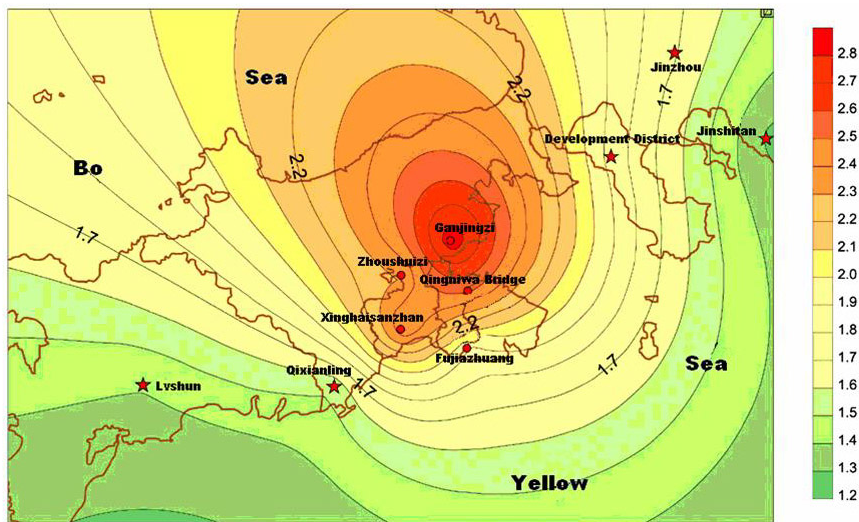 Sea
Jinzhou
2.2
1.7
Development District
Jinshitan
Bo
2.2
Ganjingzi
1.7
Zhoushuizi
Qingniwa Bridge
Xinghaisanzhan
2.2
Fujiazhuang
Sea
Qixianling
1.7
1.7
Lvshun
Yellow
2.8
2.7
2.6
2.5
2.4
2.3
2.2
2.1
2.0
1.9
1.8
1.7
1.6
1.5
1.4
1.3
1.2